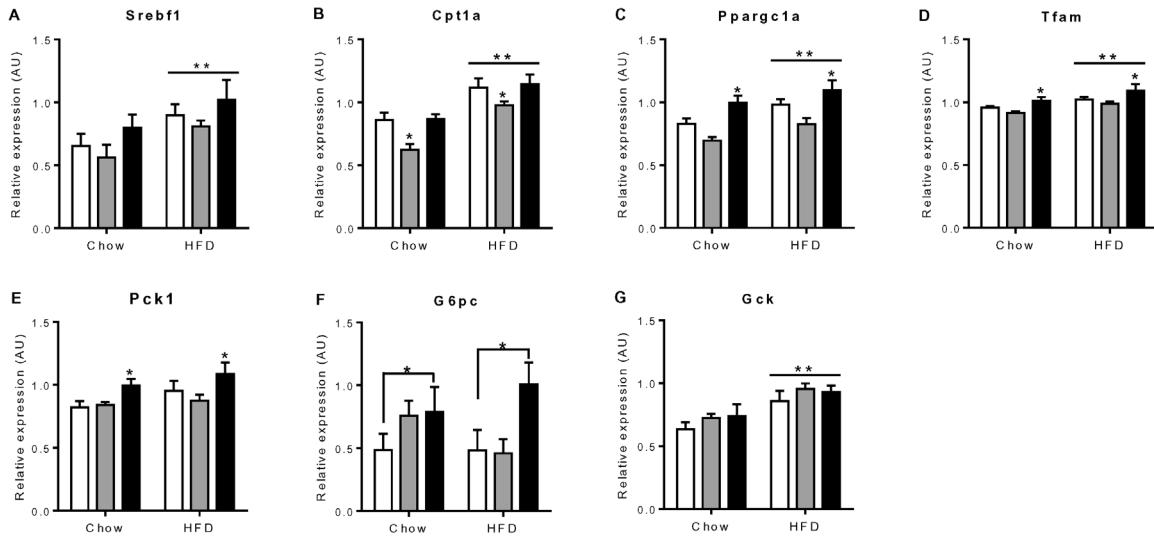 A
Srebf1
Relative expression (AU)
1.5
1.0
0.5
0.0
**
Chow
HFD
B
Cpt1a
Relative expression (AU)
1.5
1.0
0.5
0.0
*
**
*
Chow
HFD
C
Ppargc1a
Relative expression (AU)
1.5
1.0
0.5
0.0
*
**
*
Chow
HFD
D
Tfam
Relative expression (AU)
1.5
1.0
0.5
0.0
*
**
*
Chow
HFD
E
Pck1
Relative expression (AU)
1.5
1.0
0.5
0.0
*
*
Chow
HFD
F
G6pc
Relative expression (AU)
1.5
1.0
0.5
0.0
*
*
Chow
HFD
G
Gck
Relative expression (AU)
1.5
1.0
0.5
0.0
**
Chow
HFD